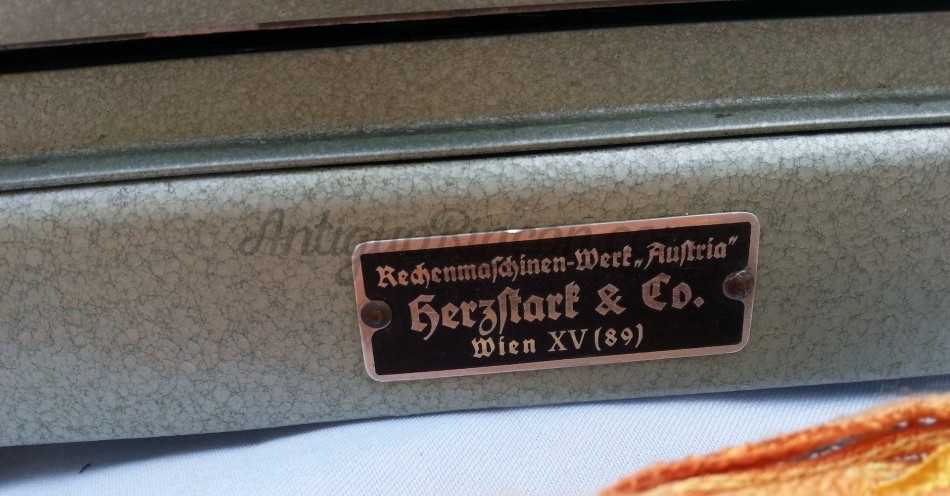 Rechenmaschinen-Werk „Austria"
Herzstark & Co.
Wien XV (89)